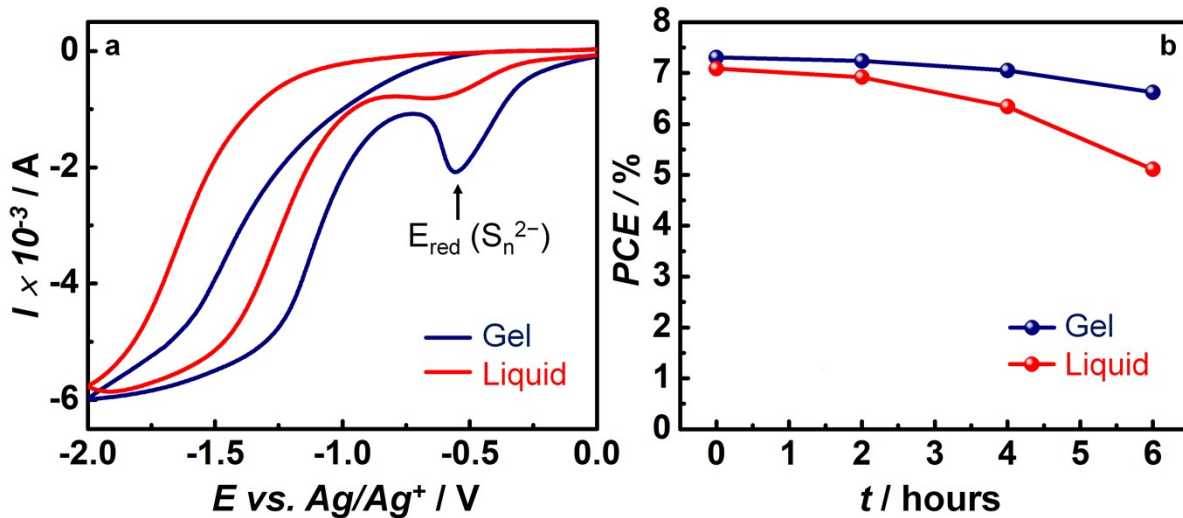 a
I × 10⁻³ / A
0
-2
-4
-6
E_red (Sₙ²⁻)
Gel
Liquid
-2.0 -1.5 -1.0 -0.5 0.0
E vs. Ag/Ag⁺ / V
b
PCE / %
8
7
6
5
4
3
2
1
0
Gel
Liquid
0 1 2 3 4 5 6
t / hours